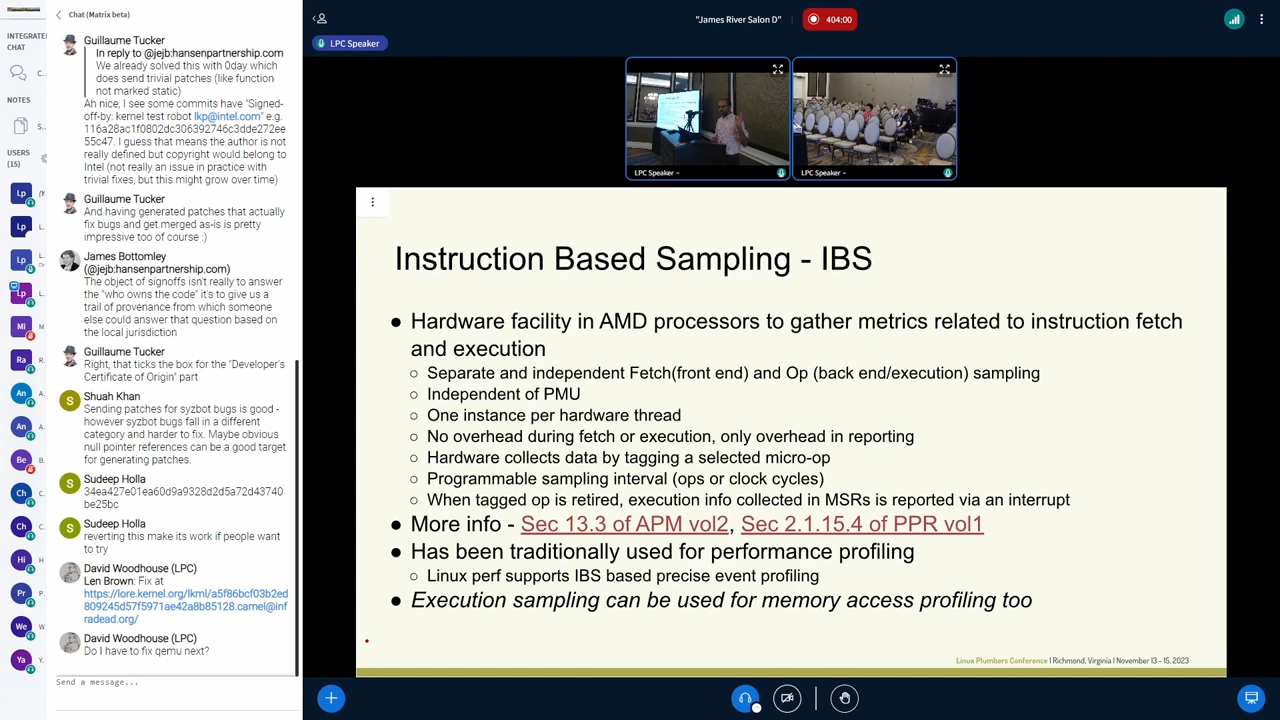 INTEGRATE
CHAT
C.
NOTES
S.
USERS
(15)
Lp
L.
Lp
L.
Lp
L.
Lp
L.
Mi
M.
Ra
R.
An
A.
An
A.
Be
B.
Ch
C.
Ch
C.
Hi
H.
Pr
P.
We
W.
Ya
Y.
Chat (Matrix beta)
Guillaume Tucker
In reply to @jejb:hansenpartnership.com
We already solved this with 0day which
does send trivial patches (like function
not marked static)
Ah nice, I see some commits have "Signed-
off-by: kernel test robot lkp@intel.com" e.g.
116a28ac1f0802dc306392746c3dde272ee
55c47. I guess that means the author is not
really defined but copyright would belong to
Intel (not really an issue in practice with
trivial fixes, but this might grow over time)
Guillaume Tucker
And having generated patches that actually
fix bugs and get merged as-is is pretty
impressive too of course :)
James Bottomley
(@jejb:hansenpartnership.com)
The object of signoffs isn't really to answer
the "who owns the code" it's to give us a
trail of provenance from which someone
else could answer that question based on
the local jurisdiction
Guillaume Tucker
Right, that ticks the box for the "Developer's
Certificate of Origin" part
S
Shuah Khan
Sending patches for syzbot bugs is good -
however syzbot bugs fall in a different
category and harder to fix. Maybe obvious
null pointer references can be a good target
for generating patches.
S
Sudeep Holla
34ea427e01ea60d9a9328d2d5a72d43740
be25bc
S
Sudeep Holla
reverting this make its work if people want
to try
David Woodhouse (LPC)
Len Brown: Fix at
https://lore.kernel.org/lkml/a5f86bcf03b2ed
809245d57f5971ae42a8b85128.camel@inf
radead.org/
David Woodhouse (LPC)
Do I have to fix qemu next?
Send a message...
"James River Salon D"
404:00
LPC Speaker
LPC Speaker
LPC Speaker
Instruction Based Sampling - IBS
● Hardware facility in AMD processors to gather metrics related to instruction fetch
and execution
○ Separate and independent Fetch(front end) and Op (back end/execution) sampling
○ Independent of PMU
○ One instance per hardware thread
○ No overhead during fetch or execution, only overhead in reporting
○ Hardware collects data by tagging a selected micro-op
○ Programmable sampling interval (ops or clock cycles)
○ When tagged op is retired, execution info collected in MSRs is reported via an interrupt
● More info - Sec 13.3 of APM vol2, Sec 2.1.15.4 of PPR vol1
● Has been traditionally used for performance profiling
○ Linux perf supports IBS based precise event profiling
● Execution sampling can be used for memory access profiling too
Linux Plumbers Conference | Richmond, Virginia | November 13 - 15, 2023